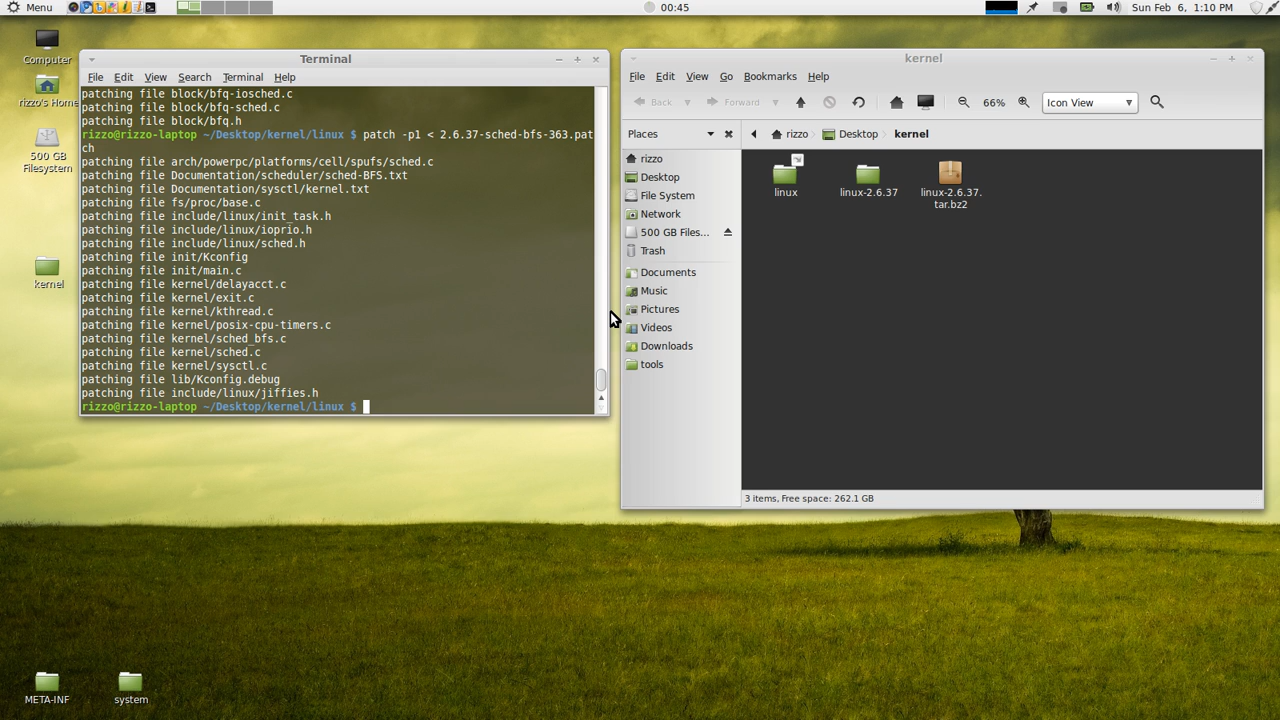 Menu
00:45
Sun Feb 6, 1:10 PM
Computer
rizzo's Home
500 GB
Filesystem
kernel
META-INF
system
Terminal
File Edit View Search Terminal Help
patching file block/bfq-iosched.c
patching file block/bfq-sched.c
patching file block/bfq.h
rizzo@rizzo-laptop ~/Desktop/kernel/linux $ patch -p1 < 2.6.37-sched-bfs-363.pat
ch
patching file arch/powerpc/platforms/cell/spufs/sched.c
patching file Documentation/scheduler/sched-BFS.txt
patching file Documentation/sysctl/kernel.txt
patching file fs/proc/base.c
patching file include/linux/init_task.h
patching file include/linux/ioprio.h
patching file include/linux/sched.h
patching file init/Kconfig
patching file init/main.c
patching file kernel/delayacct.c
patching file kernel/exit.c
patching file kernel/kthread.c
patching file kernel/posix-cpu-timers.c
patching file kernel/sched_bfs.c
patching file kernel/sched.c
patching file kernel/sysctl.c
patching file lib/Kconfig.debug
patching file include/linux/jiffies.h
rizzo@rizzo-laptop ~/Desktop/kernel/linux $
kernel
File Edit View Go Bookmarks Help
Back Forward 66% Icon View
Places
rizzo Desktop kernel
rizzo
Desktop
File System
Network
500 GB Files...
Trash
Documents
Music
Pictures
Videos
Downloads
tools
linux
linux-2.6.37
linux-2.6.37.
tar.bz2
3 items, Free space: 262.1 GB